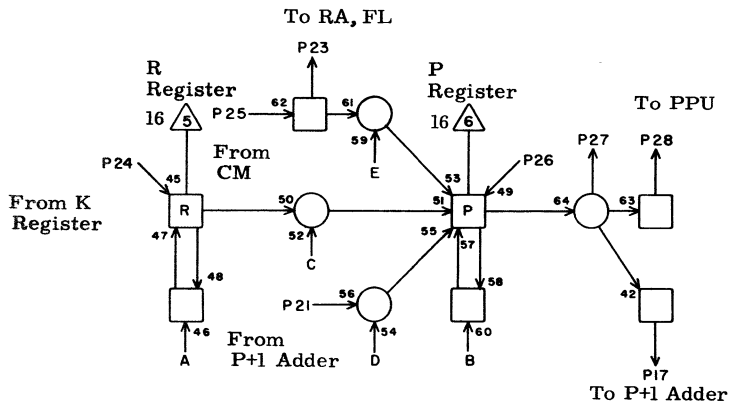 To RA, FL
P23
R
Register
16 5
P
Register
16 6
To PPU
62 61
P25
59
E
P27 P28
P24
From
CM
P26
45 53 49
From K
Register
R 50 51 P 64 63
47 52 55 57
C
48 58
P21 56 42
46 54 60
From
P+1 Adder
A D B
P17
To P+1 Adder